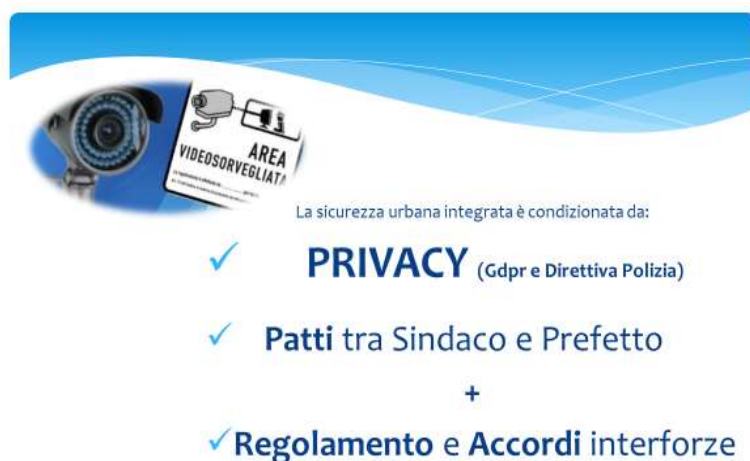 AREA
VIDEOSORVEGLIATA
La sicurezza urbana integrata è condizionata da:
✓ PRIVACY (Gdpr e Direttiva Polizia)
✓ Patti tra Sindaco e Prefetto
+
✓ Regolamento e Accordi interforze